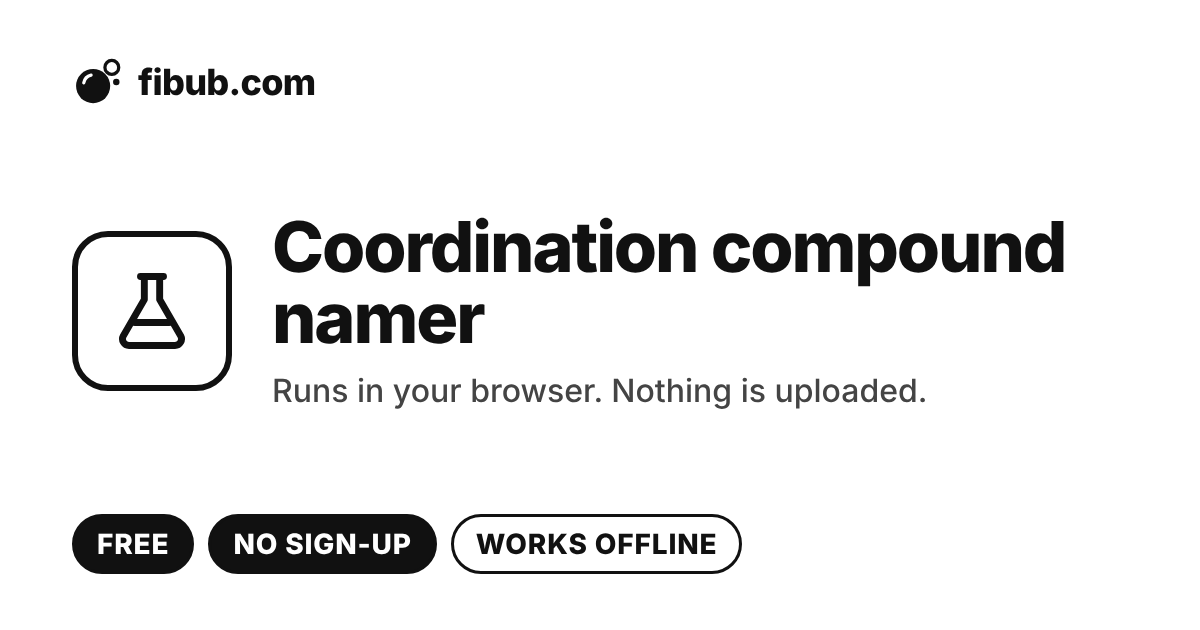 fibub.com
Coordination compound
namer
Runs in your browser. Nothing is uploaded.
FREE
NO SIGN-UP
WORKS OFFLINE